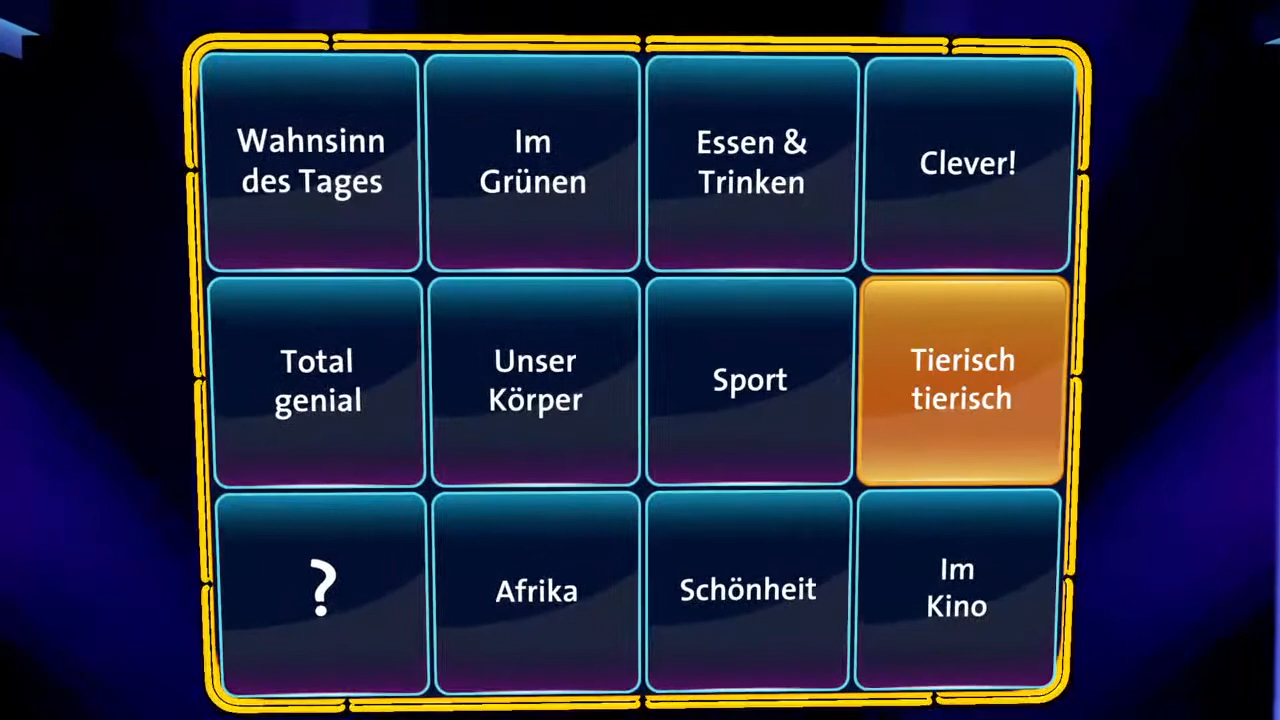 Wahnsinn
des Tages
Im
Grünen
Essen &
Trinken
Clever!
Total
genial
Unser
Körper
Sport
Tierisch
tierisch
?
Afrika
Schönheit
Im
Kino